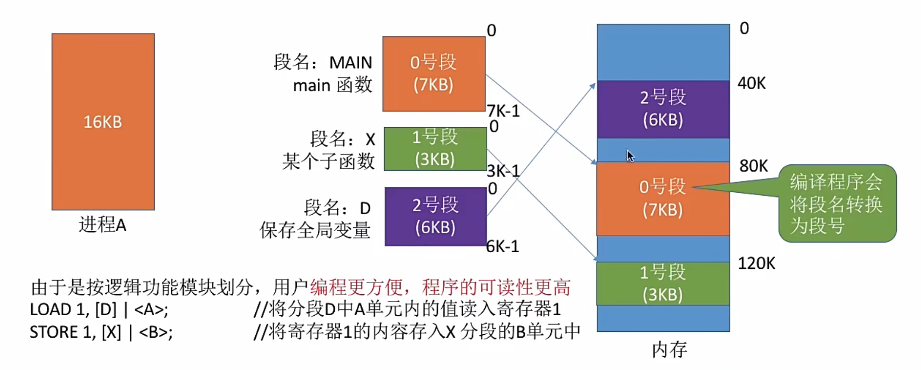 16KB
进程A
段名：MAIN
main 函数
0号段
(7KB)
0
7K-1
段名：X
某个子函数
1号段
(3KB)
0
3K-1
段名：D
保存全局变量
2号段
(6KB)
0
6K-1
0
2号段
(6KB)
40K
0号段
(7KB)
80K
1号段
(3KB)
120K
内存
编译程序会
将段名转换
为段号
由于是按逻辑功能模块划分，用户编程更方便，程序的可读性更高
LOAD 1, [D] | <A>; //将分段D中A单元内的值读入寄存器1
STORE 1, [X] | <B>; //将寄存器1的内容存入X 分段的B单元中